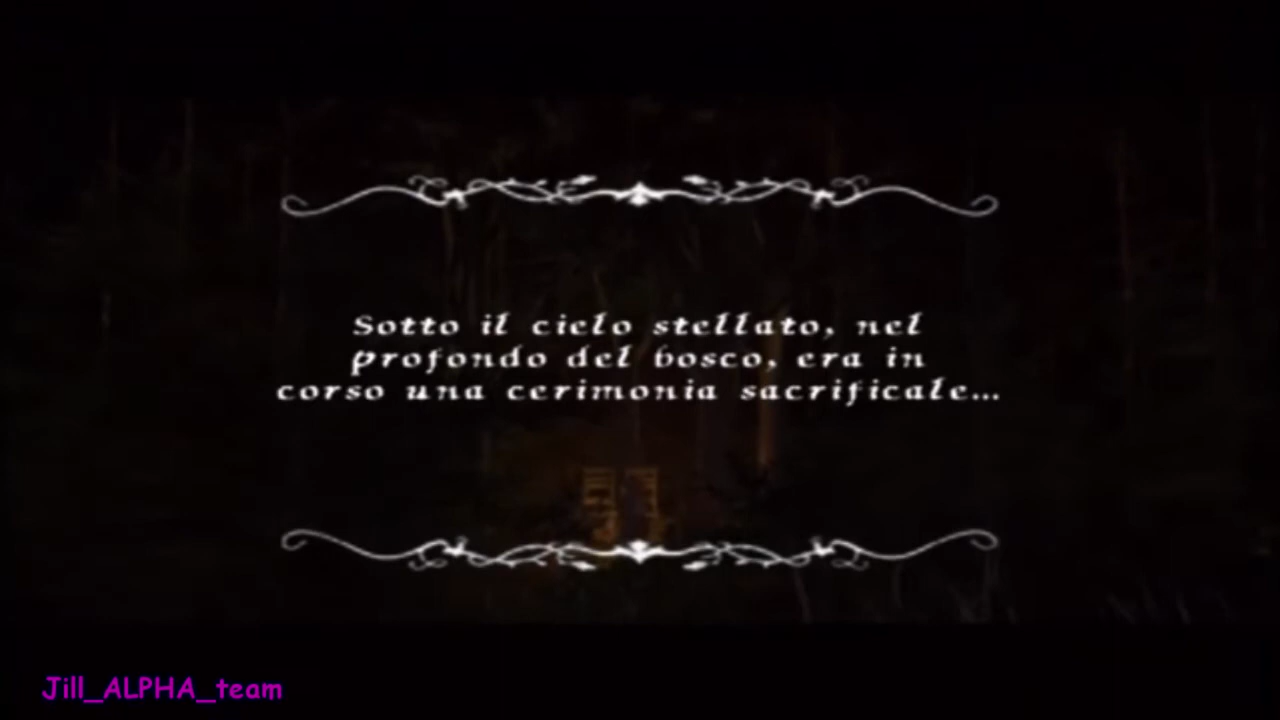 Sotto il cielo stellato, nel
profondo del bosco, era in
corso una cerimonia sacrificale...
Jill_ALPHA_team